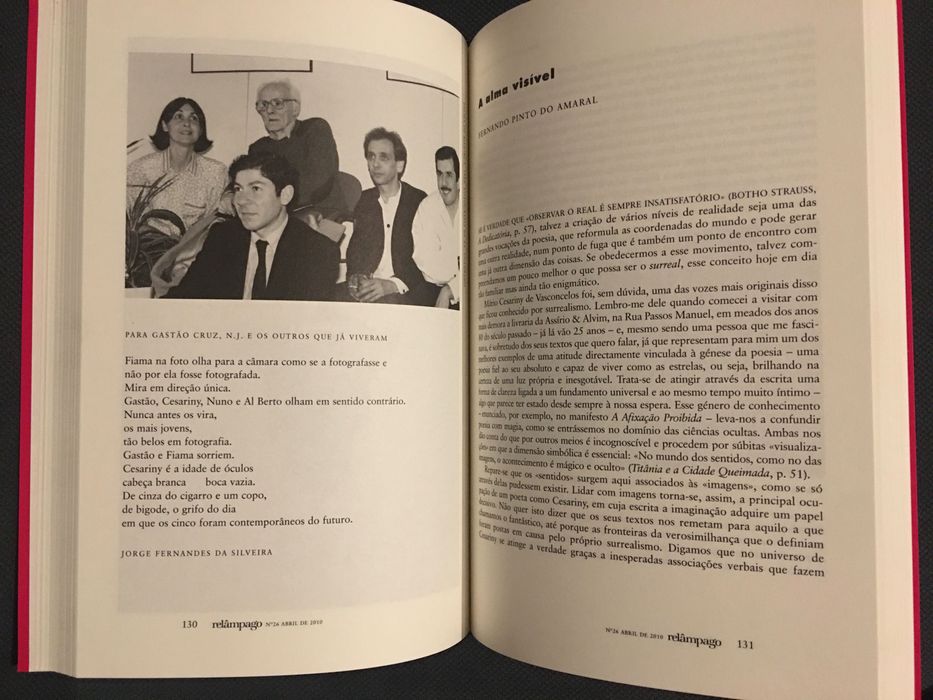 PARA GASTÃO CRUZ, N.J. E OS OUTROS QUE JÁ VIVERAM
Fiama na foto olha para a câmara como se a fotografasse e
não por ela fosse fotografada.
Mira em direção única.
Gastão, Cesariny, Nuno e Al Berto olham em sentido contrário.
Nunca antes os vira,
os mais jovens,
tão belos em fotografia.
Gastão e Fiama sorriem.
Cesariny é a idade de óculos
cabeça branca boca vazia.
De cinza do cigarro e um copo,
de bigode, o grifo do dia
em que os cinco foram contemporâneos do futuro.
JORGE FERNANDES DA SILVEIRA
130 relâmpago Nº26 ABRIL DE 2010
A alma visível
FERNANDO PINTO DO AMARAL
É VERDADE QUE «OBSERVAR O REAL É SEMPRE INSATISFATÓRIO» (BOTHO STRAUSS,
A Dedicatória, p. 57), talvez a criação de vários níveis de realidade seja uma das
grandes vocações da poesia, que reformula as coordenadas do mundo e pode gerar
uma outra realidade, num ponto de fuga que é também um ponto de encontro com
uma já outra dimensão das coisas. Se obedecermos a esse movimento, talvez com-
preendamos um pouco melhor o que possa ser o surreal, esse conceito hoje em dia
tão familiar mas ainda tão enigmático.
Mário Cesariny de Vasconcelos foi, sem dúvida, uma das vozes mais originais disso
que ficou conhecido por surrealismo. Lembro-me dele quando comecei a visitar com
mais demora a livraria da Assírio & Alvim, na Rua Passos Manuel, em meados dos anos
80 do século passado – já lá vão 25 anos – e, mesmo sendo uma pessoa que me fasci-
nava, é sobretudo dos seus textos que quero falar, já que representam para mim um dos
melhores exemplos de uma atitude directamente vinculada à génese da poesia – uma
poesia fiel ao seu absoluto e capaz de viver como as estrelas, ou seja, brilhando na
certeza de uma luz própria e inesgotável. Trata-se de atingir através da escrita uma
forma de clareza ligada a um fundamento universal e ao mesmo tempo muito íntimo –
algo que parece ter estado desde sempre à nossa espera. Esse género de conhecimento
– enunciado, por exemplo, no manifesto A Afixação Proibida – leva-nos a confundir
poesia com magia, como se entrássemos no domínio das ciências ocultas. Ambas nos
dão conta do que por outros meios é incognoscível e procedem por súbitas «visualiza-
ções» em que a dimensão simbólica é essencial: «No mundo dos sentidos, como no das
imagens, o acontecimento é mágico e oculto» (Titânia e a Cidade Queimada, p. 51).
Repare-se que os «sentidos» surgem aqui associados às «imagens», como se só
através delas pudessem existir. Lidar com imagens torna-se, assim, a principal ocu-
pação de um poeta como Cesariny, em cuja escrita a imaginação adquire um papel
decisivo. Não quer isto dizer que os seus textos nos remetam para aquilo a que
chamamos o fantástico, até porque as fronteiras da verosimilhança que o definiam
foram postas em causa pelo próprio surrealismo. Digamos que no universo de
Cesariny se atinge a verdade graças a inesperadas associações verbais que fazem
Nº26 ABRIL DE 2010 relâmpago 131